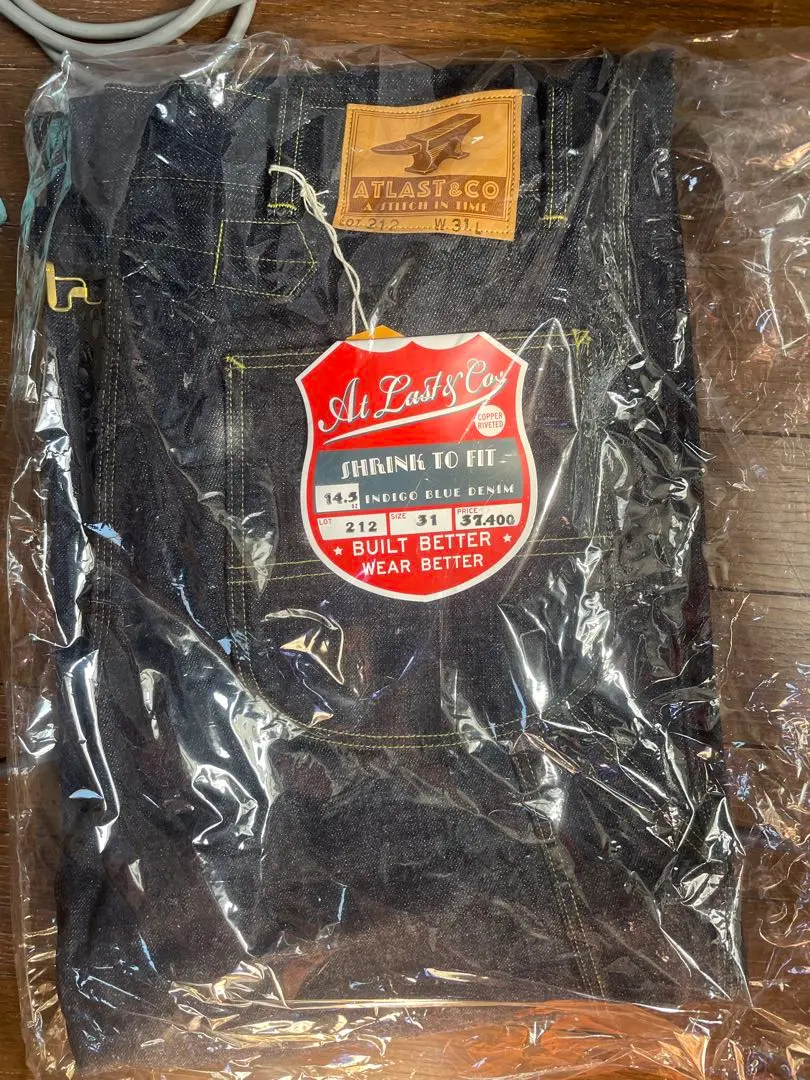 ATLAST&CO
A STITCH IN TIME
LOT 212 W 31 L
At Last & Co
COPPER
RIVETED
SHRINK TO FIT
14.5 OZ INDIGO BLUE DENIM
LOT 212 SIZE 31 PRICE 37.400
★ BUILT BETTER ★
WEAR BETTER